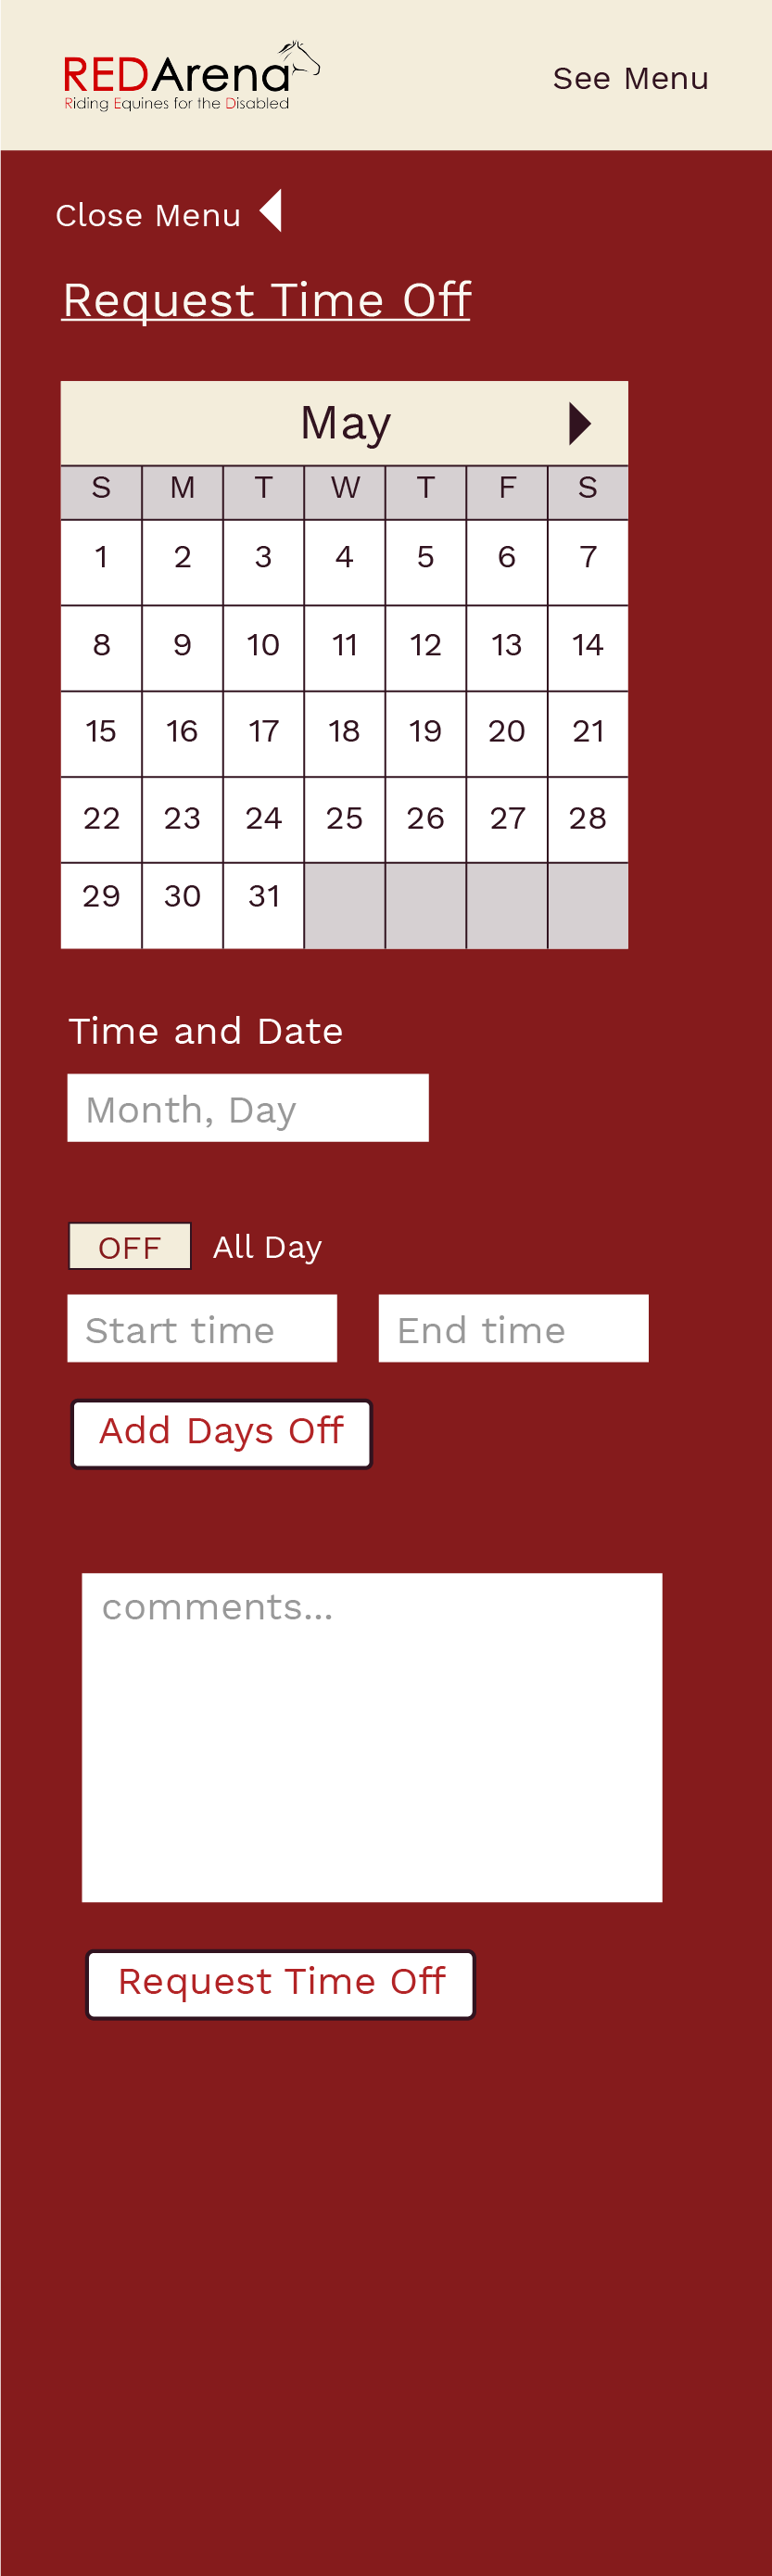 REDArena
Riding Equines for the Disabled
See Menu
Close Menu
Request Time Off
May
S M T W T F S
1 2 3 4 5 6 7
8 9 10 11 12 13 14
15 16 17 18 19 20 21
22 23 24 25 26 27 28
29 30 31
Time and Date
Month, Day
OFF All Day
Start time End time
Add Days Off
comments...
Request Time Off